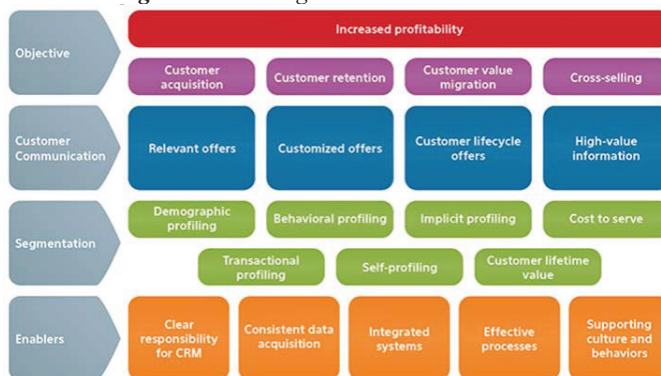 Objective
Increased profitability
Customer
acquisition
Customer retention
Customer value
migration
Cross-selling
Customer
Communication
Relevant offers
Customized offers
Customer lifecycle
offers
High-value
information
Segmentation
Demographic
profiling
Behavioral profiling
Implicit profiling
Cost to serve
Transactional
profiling
Self-profiling
Customer lifetime
value
Enablers
Clear
responsibility
for CRM
Consistent data
acquisition
Integrated
systems
Effective
processes
Supporting
culture and
behaviors